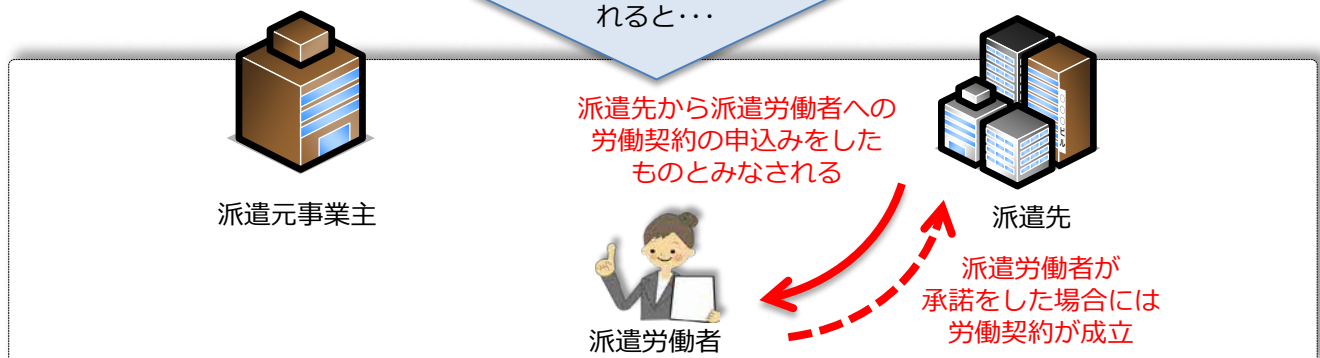 れると･･･
派遣先から派遣労働者への
労働契約の申込みをした
ものとみなされる
派遣元事業主
派遣先
○○○ビル
派遣労働者が
承諾をした場合には
労働契約が成立
派遣労働者